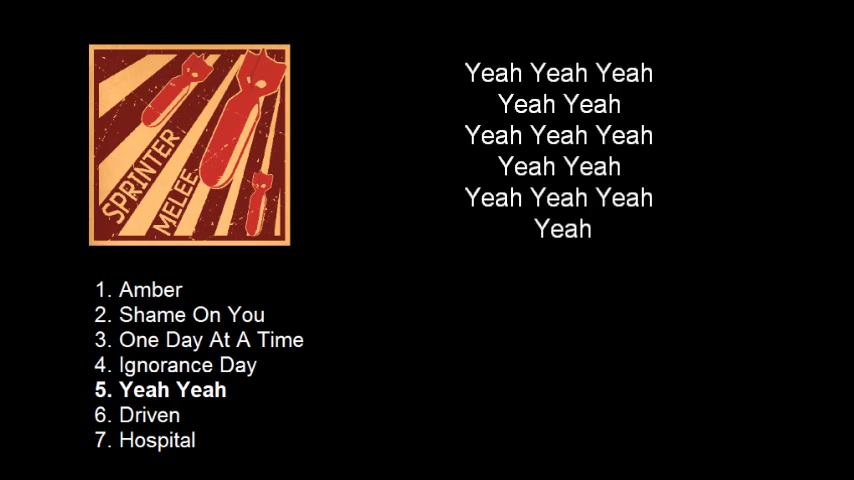 SPRINTER
MELEE
Yeah Yeah Yeah
Yeah Yeah
Yeah Yeah Yeah
Yeah Yeah
Yeah Yeah Yeah
Yeah
1. Amber
2. Shame On You
3. One Day At A Time
4. Ignorance Day
5. Yeah Yeah
6. Driven
7. Hospital